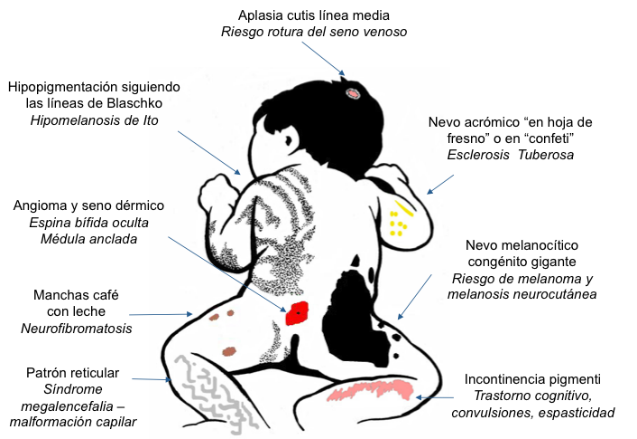 Aplasia cutis línea media
Riesgo rotura del seno venoso
Hipopigmentación siguiendo
las líneas de Blaschko
Hipomelanosis de Ito
Nevo acrómico “en hoja de
fresno” o en “confeti”
Esclerosis Tuberosa
Angioma y seno dérmico
Espina bífida oculta
Médula anclada
Nevo melanocítico
congénito gigante
Riesgo de melanoma y
melanosis neurocutánea
Manchas café
con leche
Neurofibromatosis
Patrón reticular
Síndrome
megalencefalia –
malformación capilar
Incontinencia pigmenti
Trastorno cognitivo,
convulsiones, espasticidad